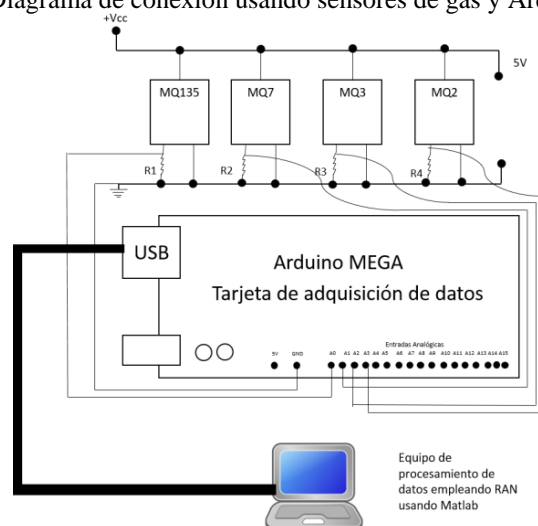 Diagrama de conexión usando sensores de gas y Ar
+Vcc
5V
MQ135
MQ7
MQ3
MQ2
R1
R2
R3
R4
USB
Arduino MEGA
Tarjeta de adquisición de datos
Entradas Analógicas
5V
GND
A0
A1
A2
A3
A4
A5
A6
A7
A8
A9
A10
A11
A12
A13
A14
A15
Equipo de
procesamiento de
datos empleando RAN
usando Matlab